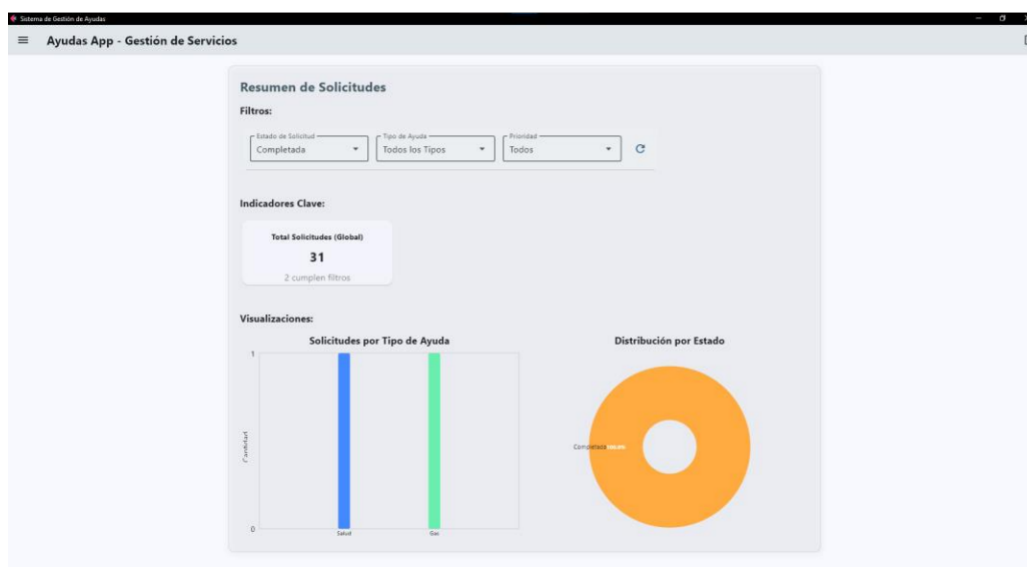 Sistema de Gestión de Ayudas
Ayudas App - Gestión de Servicios
Resumen de Solicitudes
Filtros:
Estado de Solicitud Tipo de Ayuda Prioridad
Completada Todos los Tipos Todos
Indicadores Clave:
Total Solicitudes (Global)
31
2 cumplen filtros
Visualizaciones:
Solicitudes por Tipo de Ayuda Distribución por Estado
1
Cantidad
Completada
0
Salud Gas